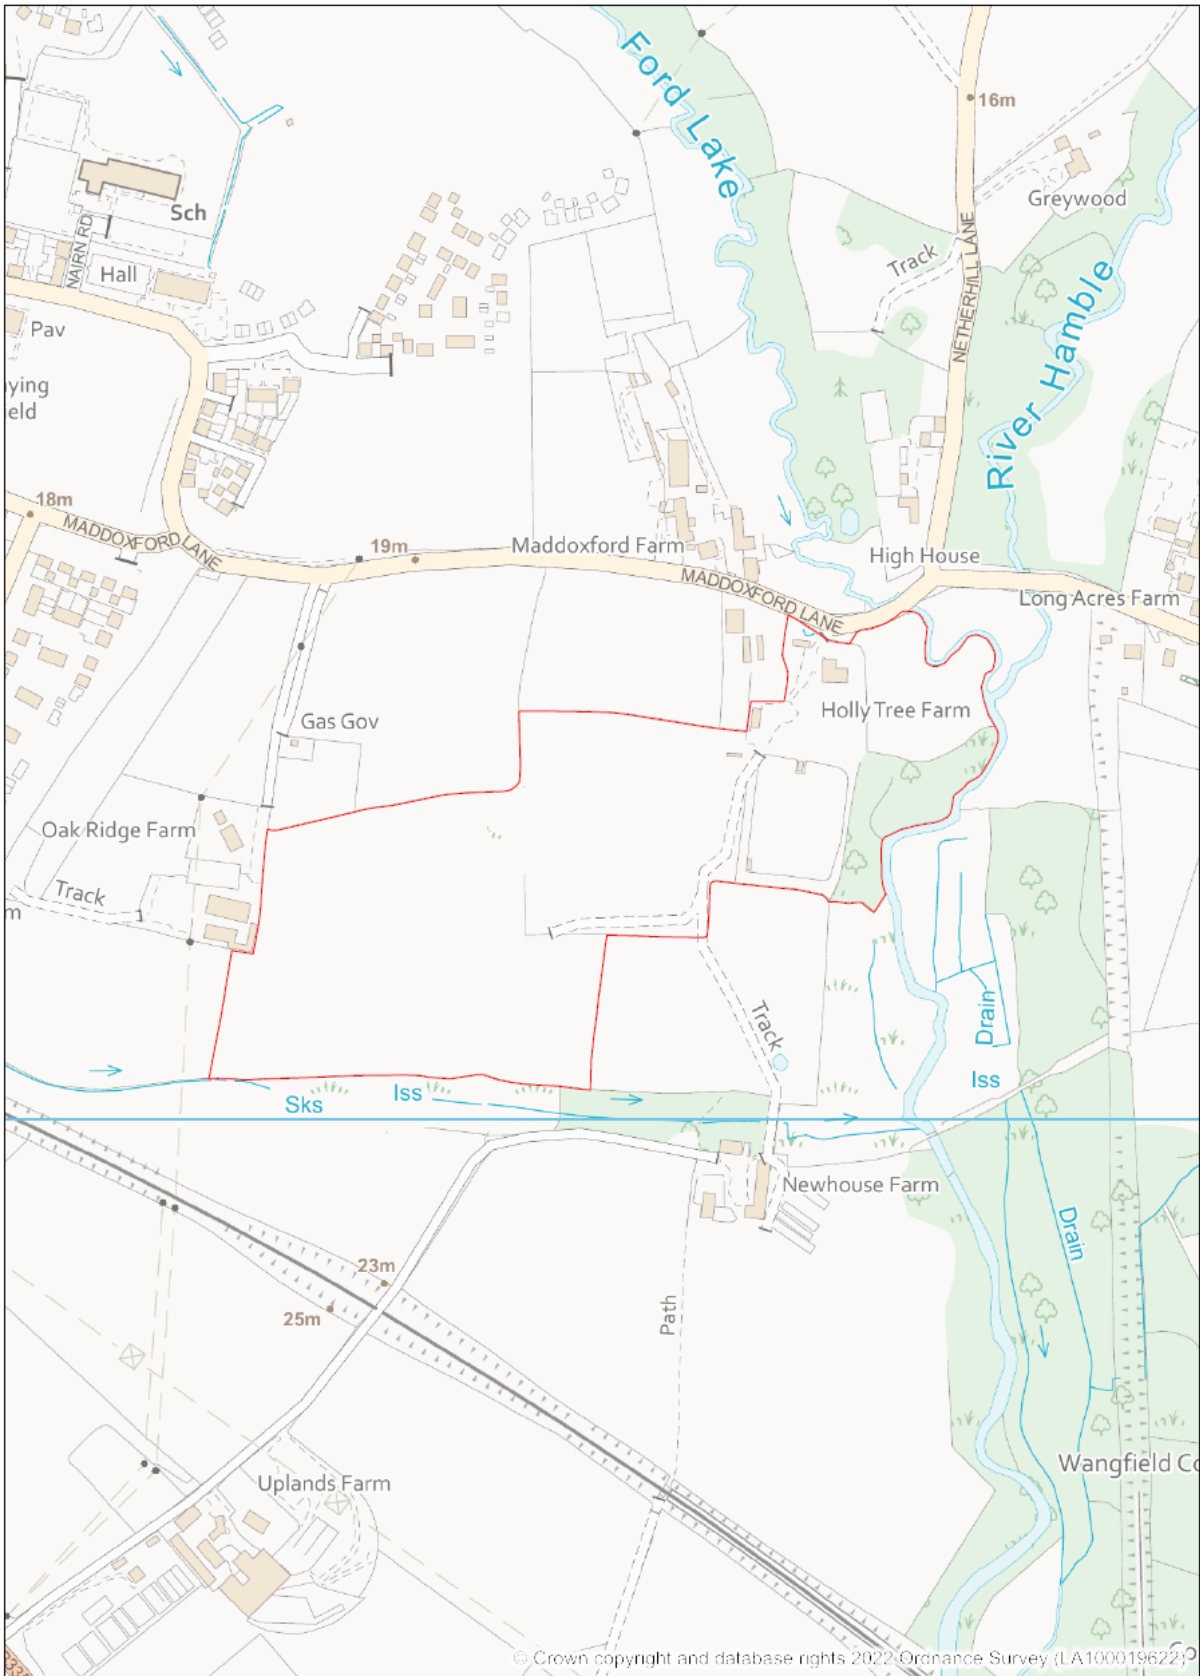 Ford Lake
16m
Greywood
Sch
NAIRN RD
Hall
Track
NETHERHILL LANE
River Hamble
Pav
ying
eld
18m
MADDOXFORD LANE
19m
Maddoxford Farm
High House
MADDOXFORD LANE
Long Acres Farm
Gas Gov
Holly Tree Farm
Oak Ridge Farm
Track
m
Track
Drain
Iss
Iss
Sks
Newhouse Farm
Drain
23m
25m
Path
Uplands Farm
Wangfield Co
© Crown copyright and database rights 2022 Ordnance Survey (LA100019622)